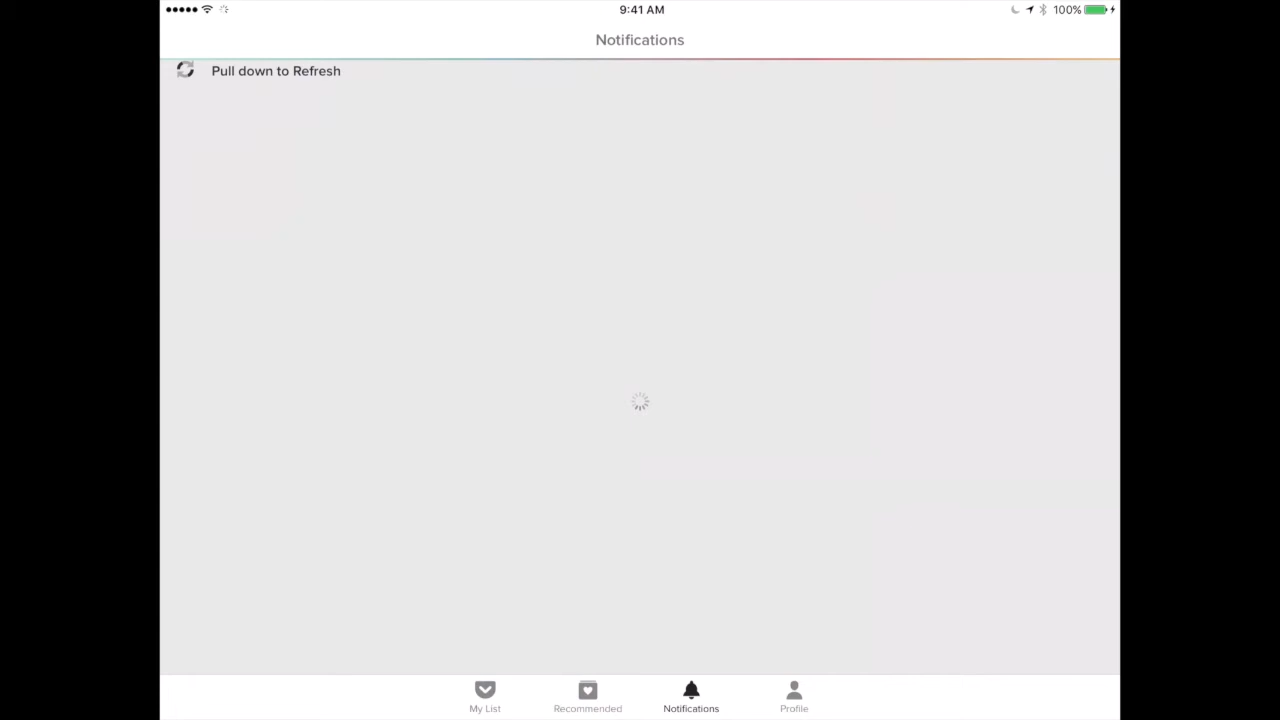 9:41 AM
100%
Notifications
Pull down to Refresh
My List
Recommended
Notifications
Profile